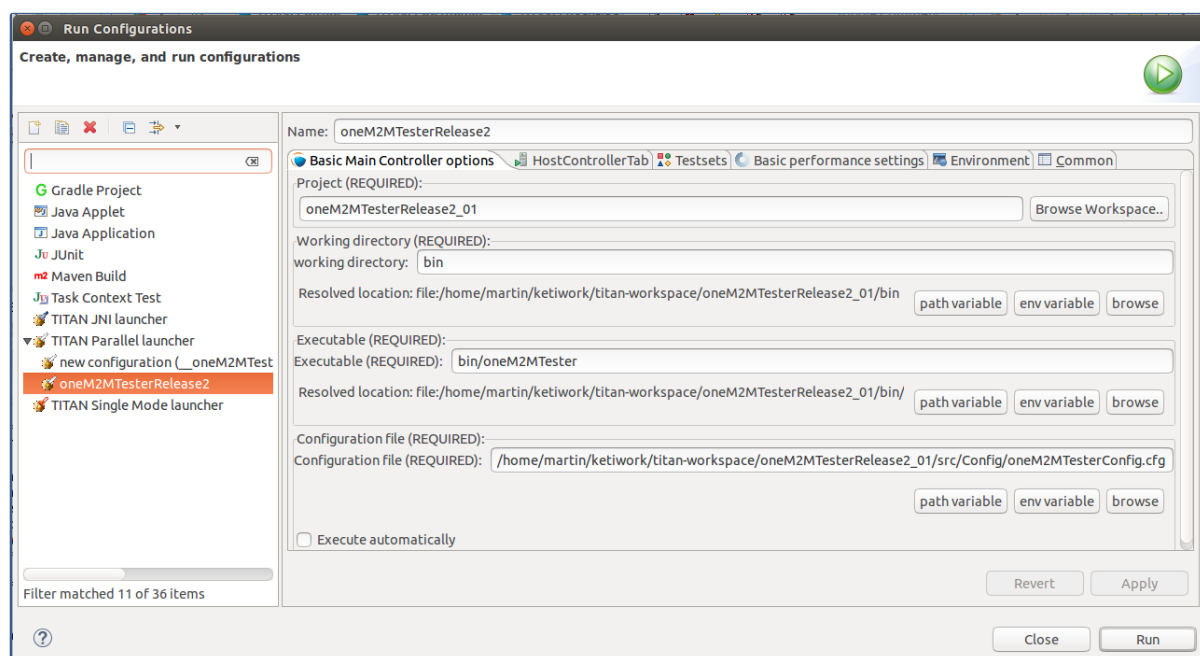 Run Configurations
Create, manage, and run configurations
Name: oneM2MTesterRelease2
Basic Main Controller options HostControllerTab Testsets Basic performance settings Environment Common
Gradle Project
Java Applet
Java Application
Ju JUnit
m2 Maven Build
Task Context Test
TITAN JNI launcher
TITAN Parallel launcher
new configuration (__oneM2MTest
oneM2MTesterRelease2
TITAN Single Mode launcher
Filter matched 11 of 36 items
Project (REQUIRED):
oneM2MTesterRelease2_01 Browse Workspace..
Working directory (REQUIRED):
working directory: bin
Resolved location: file:/home/martin/ketiwork/titan-workspace/oneM2MTesterRelease2_01/bin path variable env variable browse
Executable (REQUIRED):
Executable (REQUIRED): bin/oneM2MTester
Resolved location: file:/home/martin/ketiwork/titan-workspace/oneM2MTesterRelease2_01/bin/ path variable env variable browse
Configuration file (REQUIRED):
Configuration file (REQUIRED): /home/martin/ketiwork/titan-workspace/oneM2MTesterRelease2_01/src/Config/oneM2MTesterConfig.cfg
path variable env variable browse
Execute automatically
Revert Apply
? Close Run